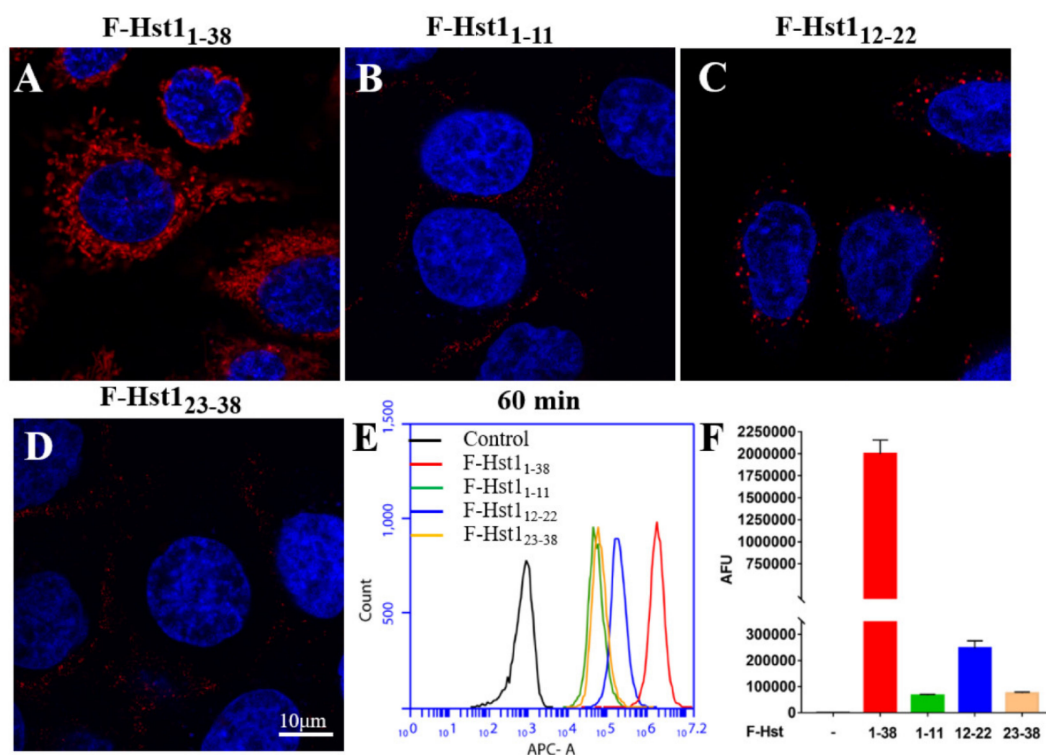 F-Hst1₁₋₃₈
F-Hst1₁₋₁₁
F-Hst1₁₂₋₂₂
A
B
C
F-Hst1₂₃₋₃₈
60 min
D
10μm
E
1,500
1,000
500
Count
Control
F-Hst1₁₋₃₈
F-Hst1₁₋₁₁
F-Hst1₁₂₋₂₂
F-Hst1₂₃₋₃₈
10⁰ 10¹ 10² 10³ 10⁴ 10⁵ 10⁶ 10⁷·²
APC- A
F
AFU
2250000
2000000
1750000
1500000
1250000
1000000
750000
300000
200000
100000
0
F-Hst - 1-38 1-11 12-22 23-38